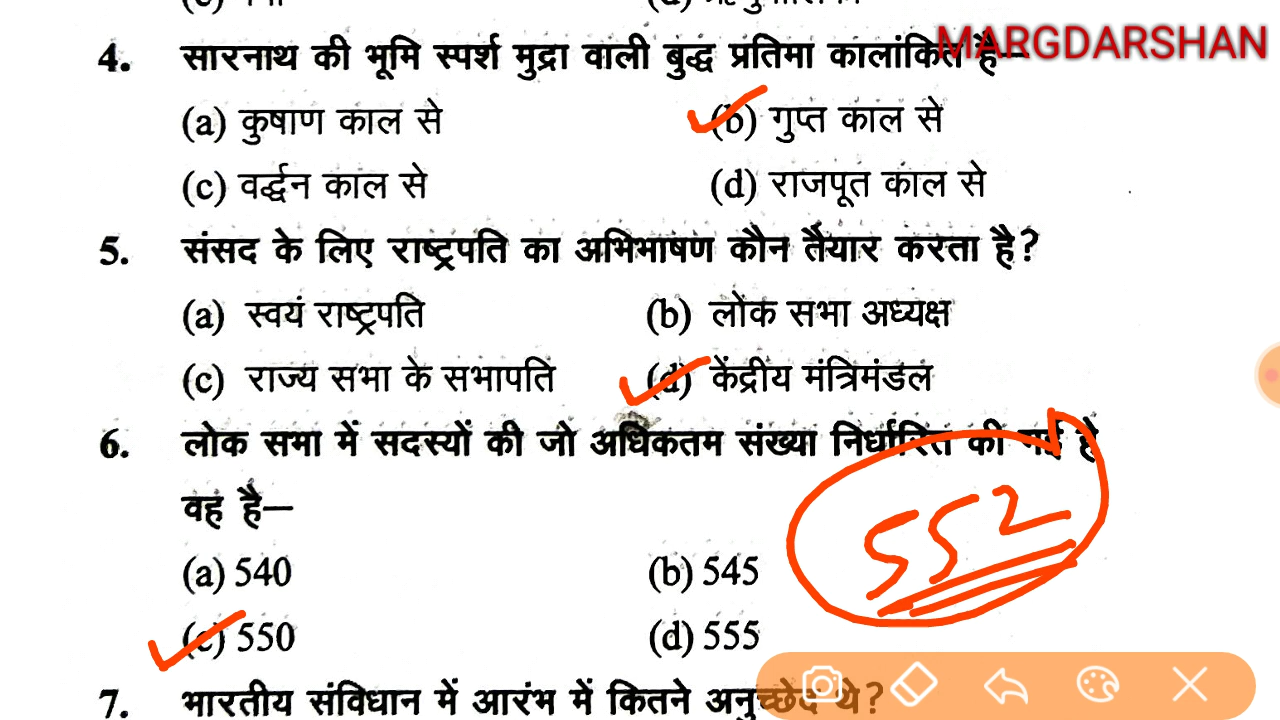 MARGDARSHAN
4. सारनाथ की भूमि स्पर्श मुद्रा वाली बुद्ध प्रतिमा कालांकित है—
(a) कुषाण काल से (b) गुप्त काल से
(c) वर्द्धन काल से (d) राजपूत काल से
5. संसद के लिए राष्ट्रपति का अभिभाषण कौन तैयार करता है?
(a) स्वयं राष्ट्रपति (b) लोक सभा अध्यक्ष
(c) राज्य सभा के सभापति (d) केंद्रीय मंत्रिमंडल
6. लोक सभा में सदस्यों की जो अधिकतम संख्या निर्धारित की गई है
वह है—
552
(a) 540 (b) 545
(c) 550 (d) 555
7. भारतीय संविधान में आरंभ में कितने अनुच्छेद थे?